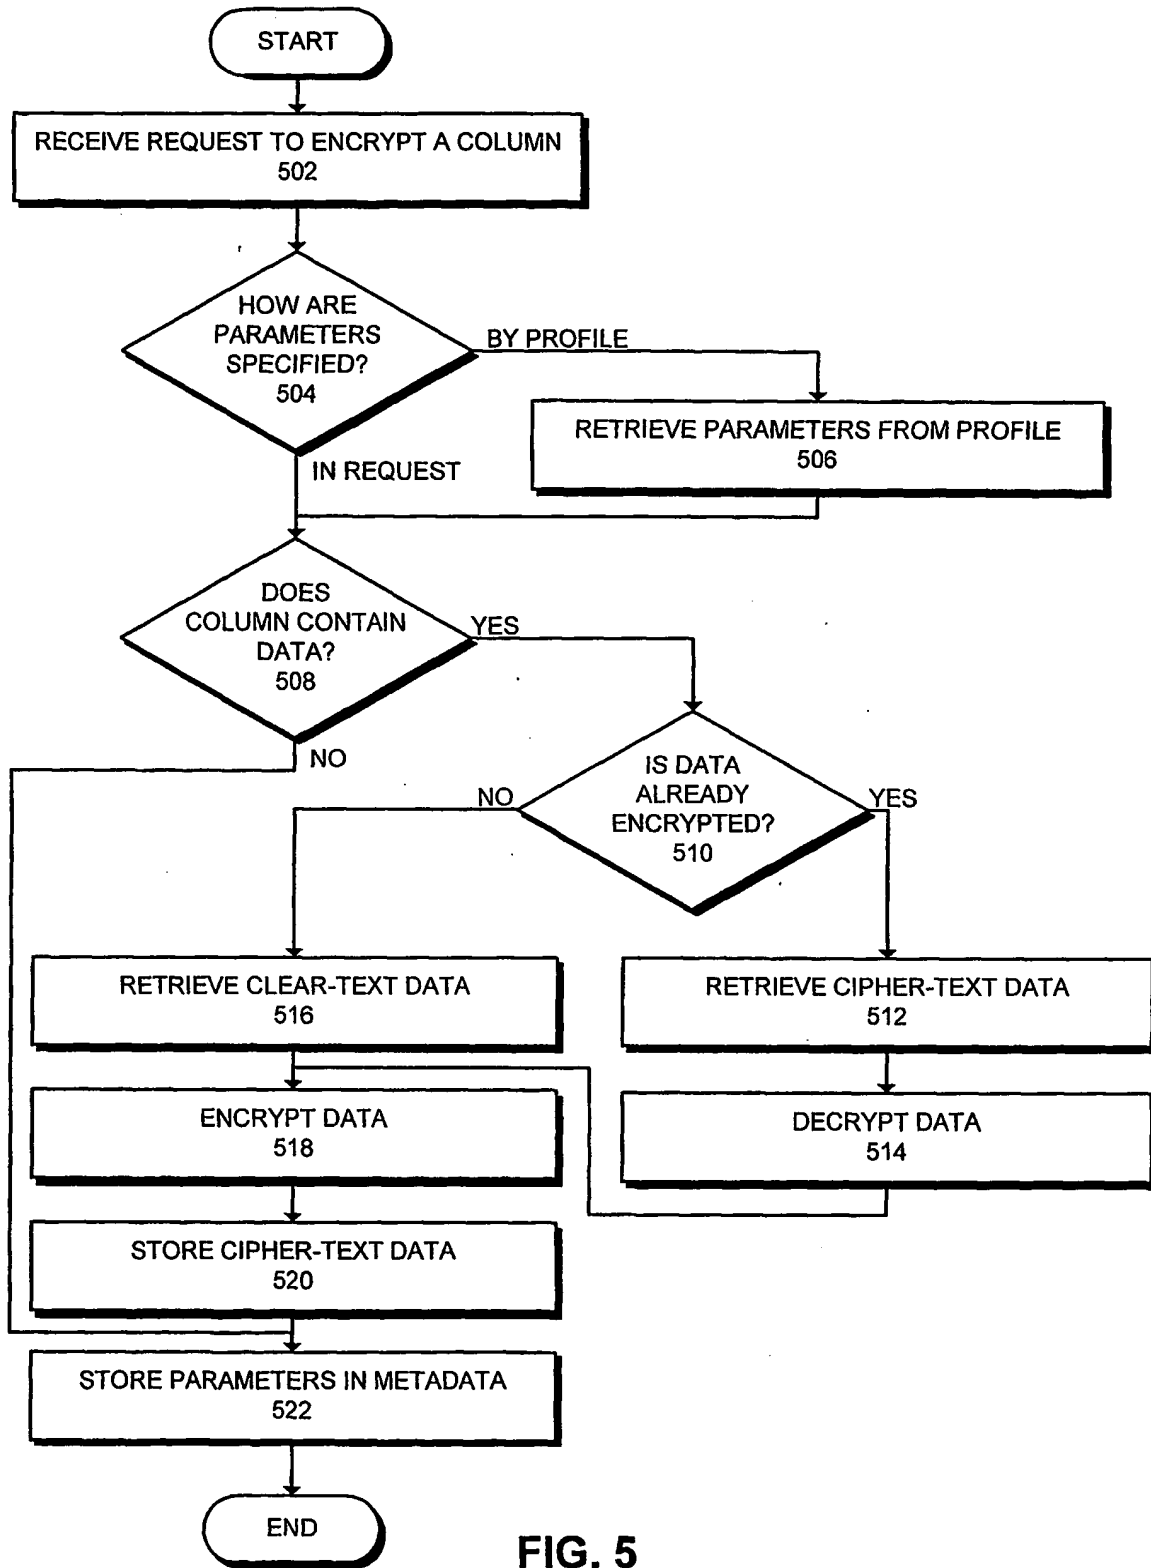 START
RECEIVE REQUEST TO ENCRYPT A COLUMN
502
HOW ARE
PARAMETERS
SPECIFIED?
504
BY PROFILE
RETRIEVE PARAMETERS FROM PROFILE
506
IN REQUEST
DOES
COLUMN CONTAIN
DATA?
508
YES
NO
IS DATA
ALREADY
ENCRYPTED?
510
NO
YES
RETRIEVE CLEAR-TEXT DATA
516
RETRIEVE CIPHER-TEXT DATA
512
ENCRYPT DATA
518
DECRYPT DATA
514
STORE CIPHER-TEXT DATA
520
STORE PARAMETERS IN METADATA
522
END
FIG. 5